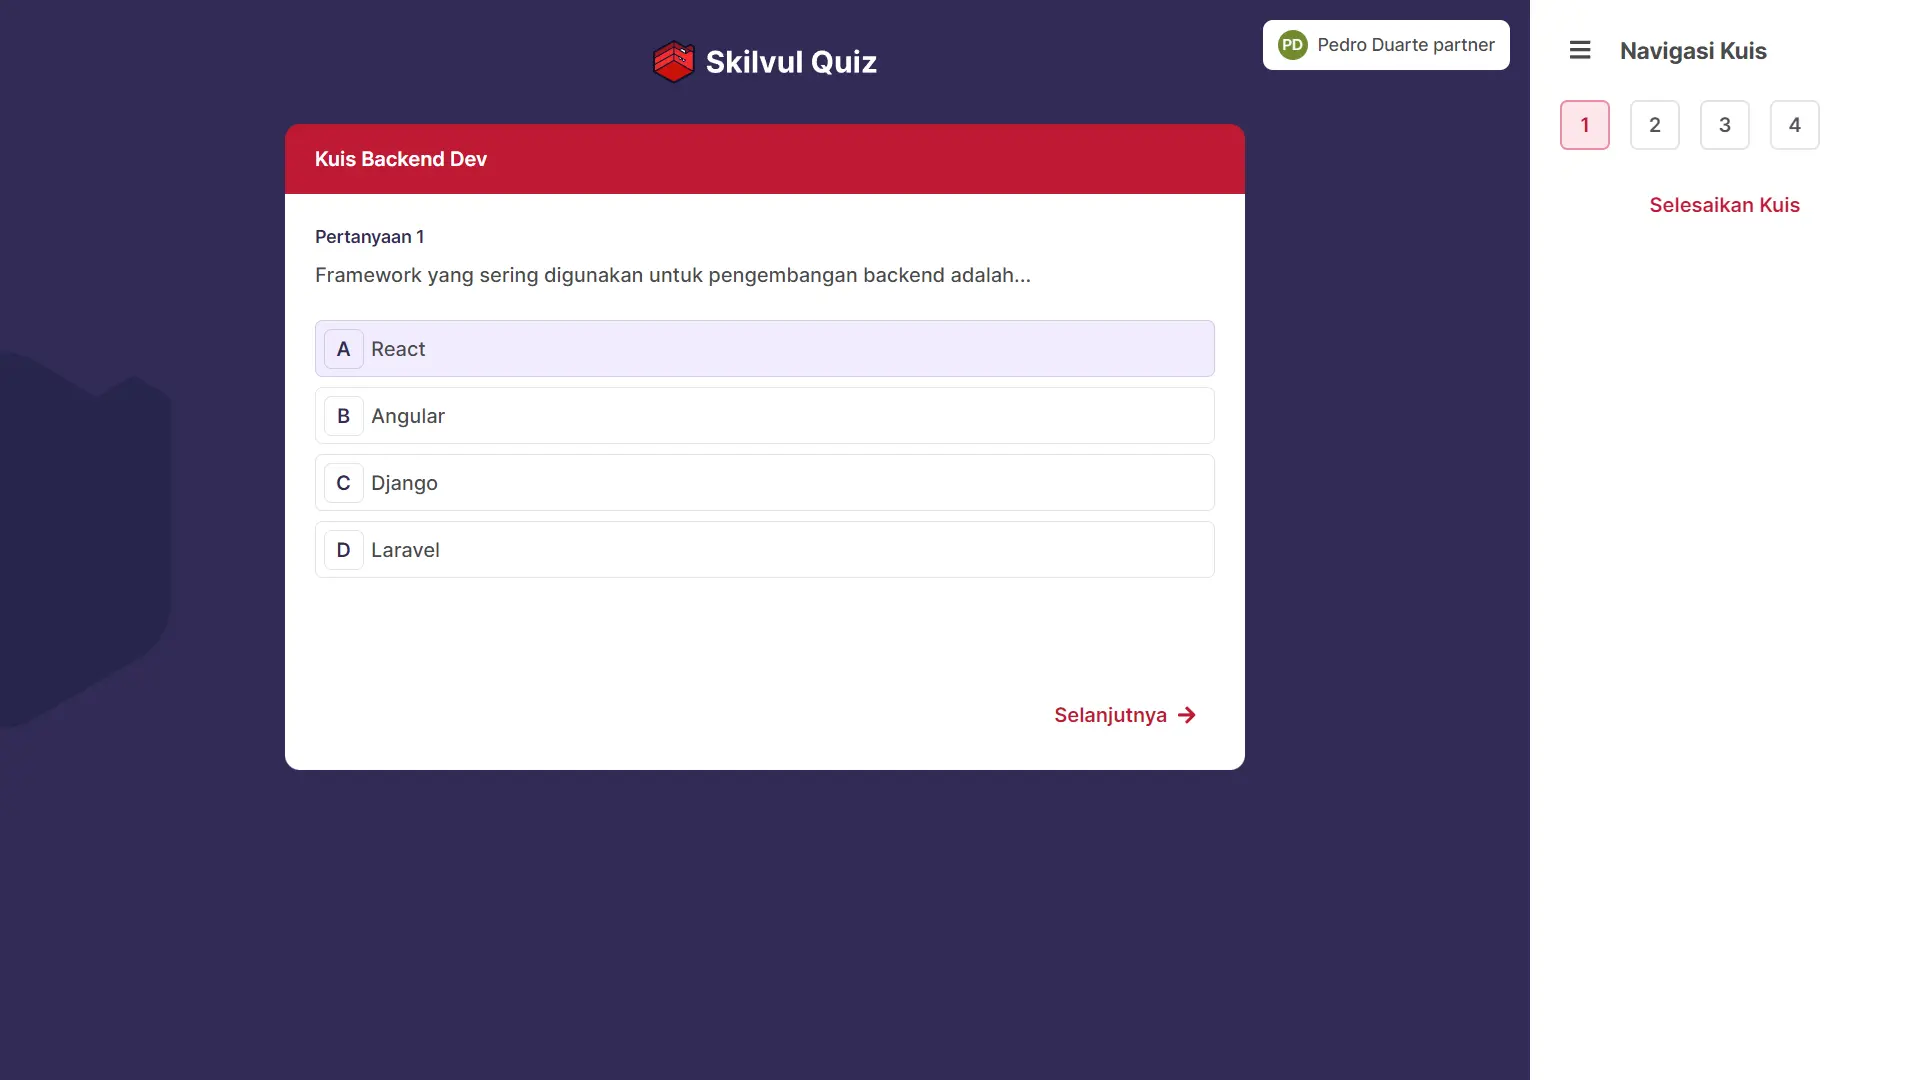 Skilvul Quiz
PD Pedro Duarte partner
Kuis Backend Dev
Pertanyaan 1
Framework yang sering digunakan untuk pengembangan backend adalah...
A React
B Angular
C Django
D Laravel
Selanjutnya
Navigasi Kuis
1 2 3 4
Selesaikan Kuis